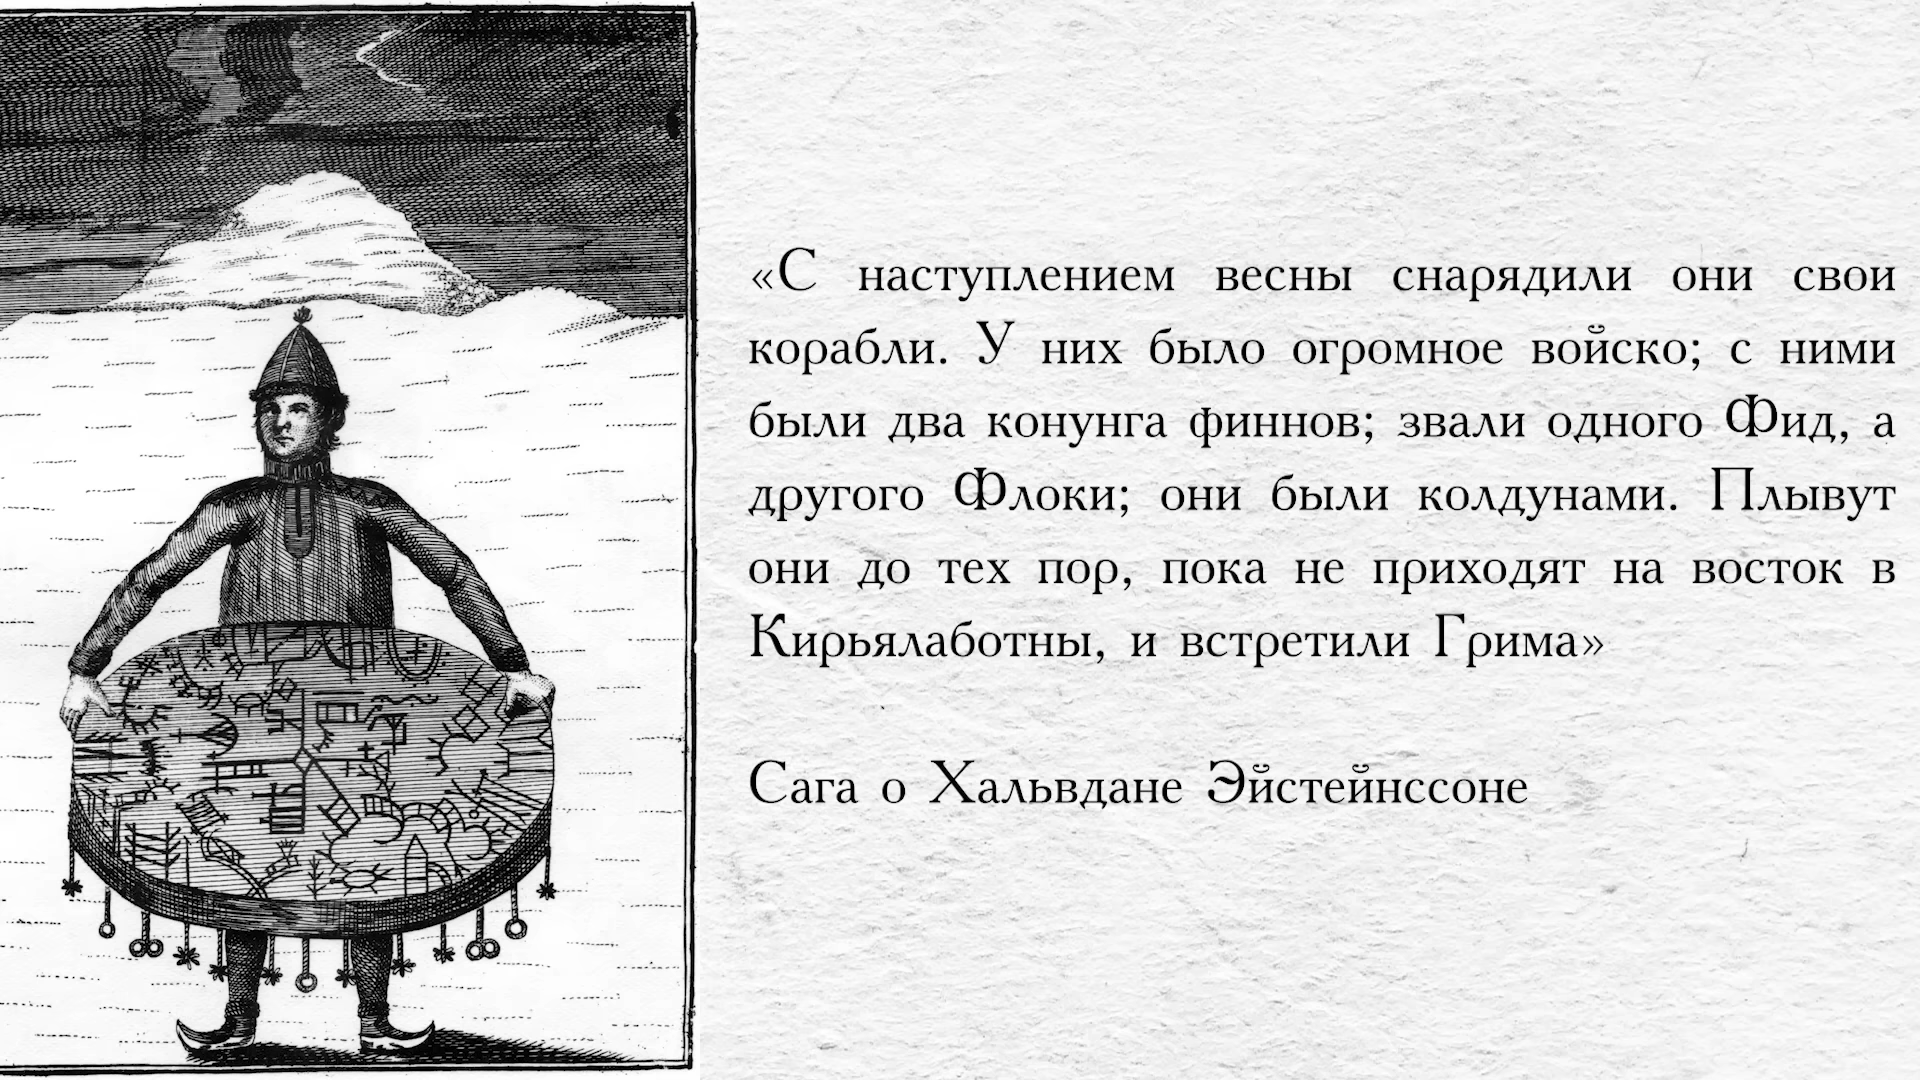 «С наступлением весны снарядили они свои
корабли. У них было огромное войско; с ними
были два конунга финнов; звали одного Фид, а
другого Флоки; они были колдунами. Плывут
они до тех пор, пока не приходят на восток в
Кирьялаботны, и встретили Грима»
Сага о Хальвдане Эйстейнссоне